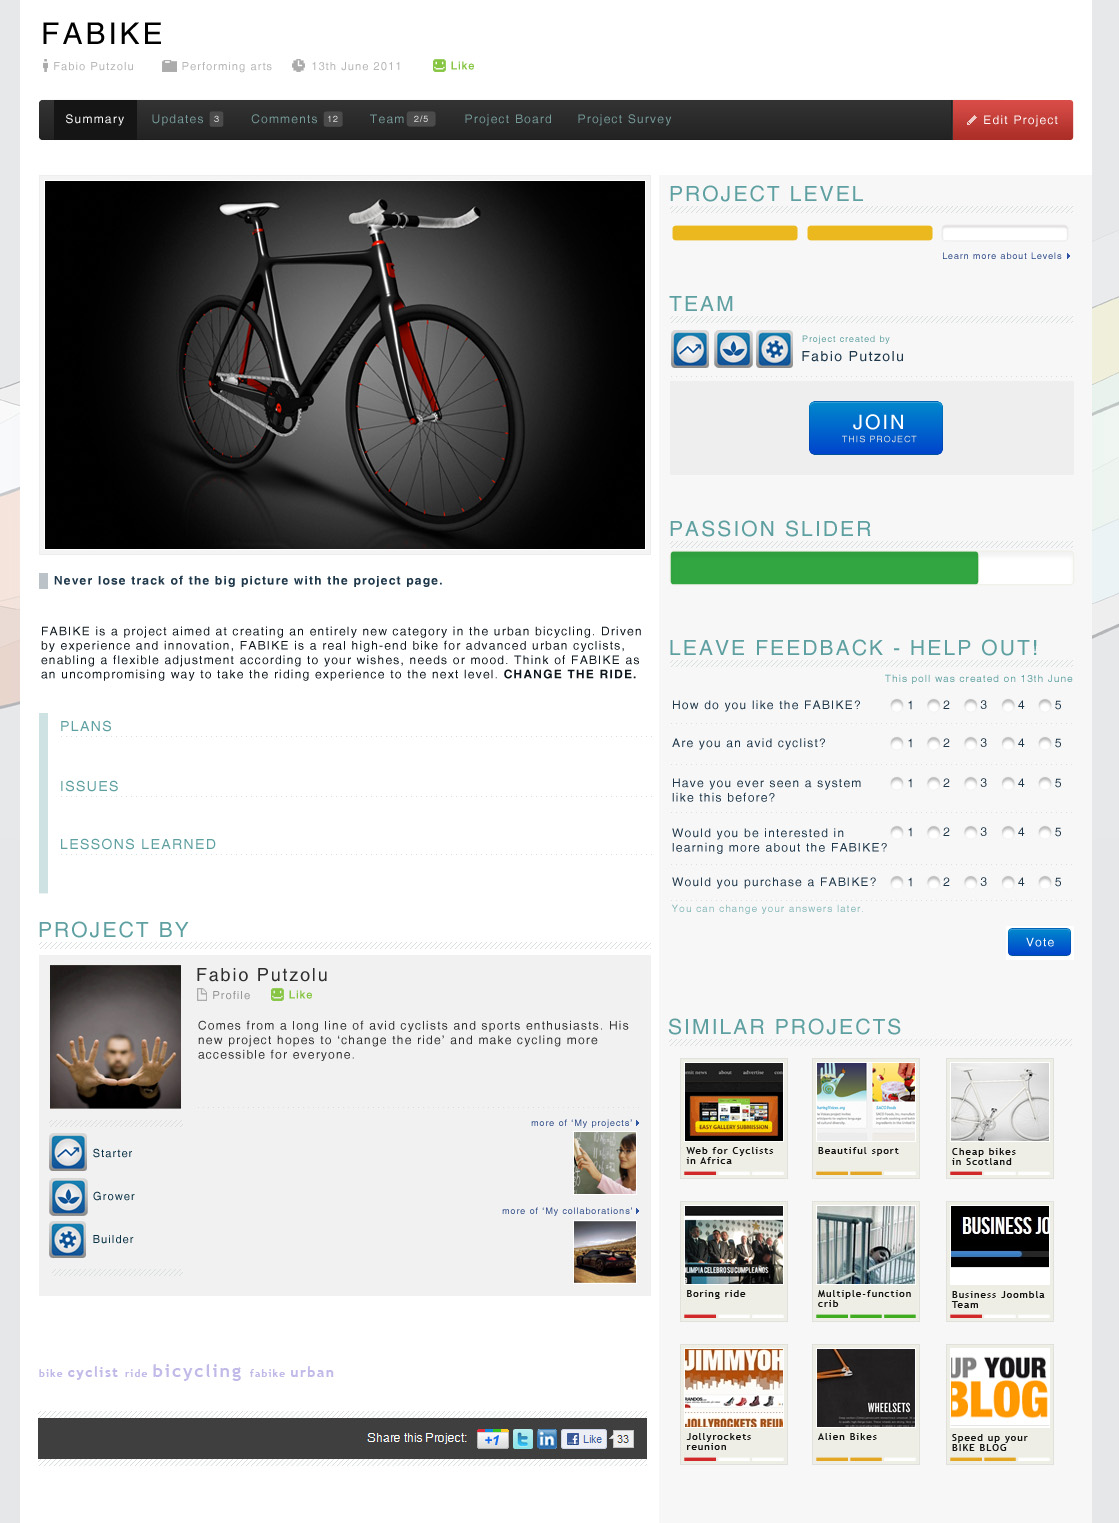 FABIKE
Fabio Putzolu
Performing arts
13th June 2011
Like
Summary
Updates 3
Comments 12
Team 2/5
Project Board
Project Survey
Edit Project
Never lose track of the big picture with the project page.
FABIKE is a project aimed at creating an entirely new category in the urban bicycling. Driven
by experience and innovation, FABIKE is a real high-end bike for advanced urban cyclists,
enabling a flexible adjustment according to your wishes, needs or mood. Think of FABIKE as
an uncompromising way to take the riding experience to the next level. CHANGE THE RIDE.
PLANS
ISSUES
LESSONS LEARNED
PROJECT BY
Fabio Putzolu
Profile
Like
Comes from a long line of avid cyclists and sports enthusiasts. His
new project hopes to ‘change the ride’ and make cycling more
accessible for everyone.
Starter
Grower
Builder
more of ‘My projects’
more of ‘My collaborations’
bike cyclist ride bicycling fabike urban
Share this Project:
+1
Like
33
PROJECT LEVEL
Learn more about Levels
TEAM
Project created by
Fabio Putzolu
JOIN
THIS PROJECT
PASSION SLIDER
LEAVE FEEDBACK - HELP OUT!
This poll was created on 13th June
How do you like the FABIKE? 1 2 3 4 5
Are you an avid cyclist? 1 2 3 4 5
Have you ever seen a system 1 2 3 4 5
like this before?
Would you be interested in 1 2 3 4 5
learning more about the FABIKE?
Would you purchase a FABIKE? 1 2 3 4 5
You can change your answers later.
Vote
SIMILAR PROJECTS
about
advertise
EASY GALLERY SUBMISSION
Web for Cyclists
in Africa
Beautiful sport
Cheap bikes
in Scotland
OLIMPIA CELEBRO SU CUMPLEAÑOS
Boring ride
Multiple-function
crib
BUSINESS JO
Business Joombla
Team
JIMMYOH
JOLLYROCKETS REUN
Jollyrockets
reunion
WHEELSETS
Alien Bikes
UP YOUR
BLOG
Speed up your
BIKE BLOG